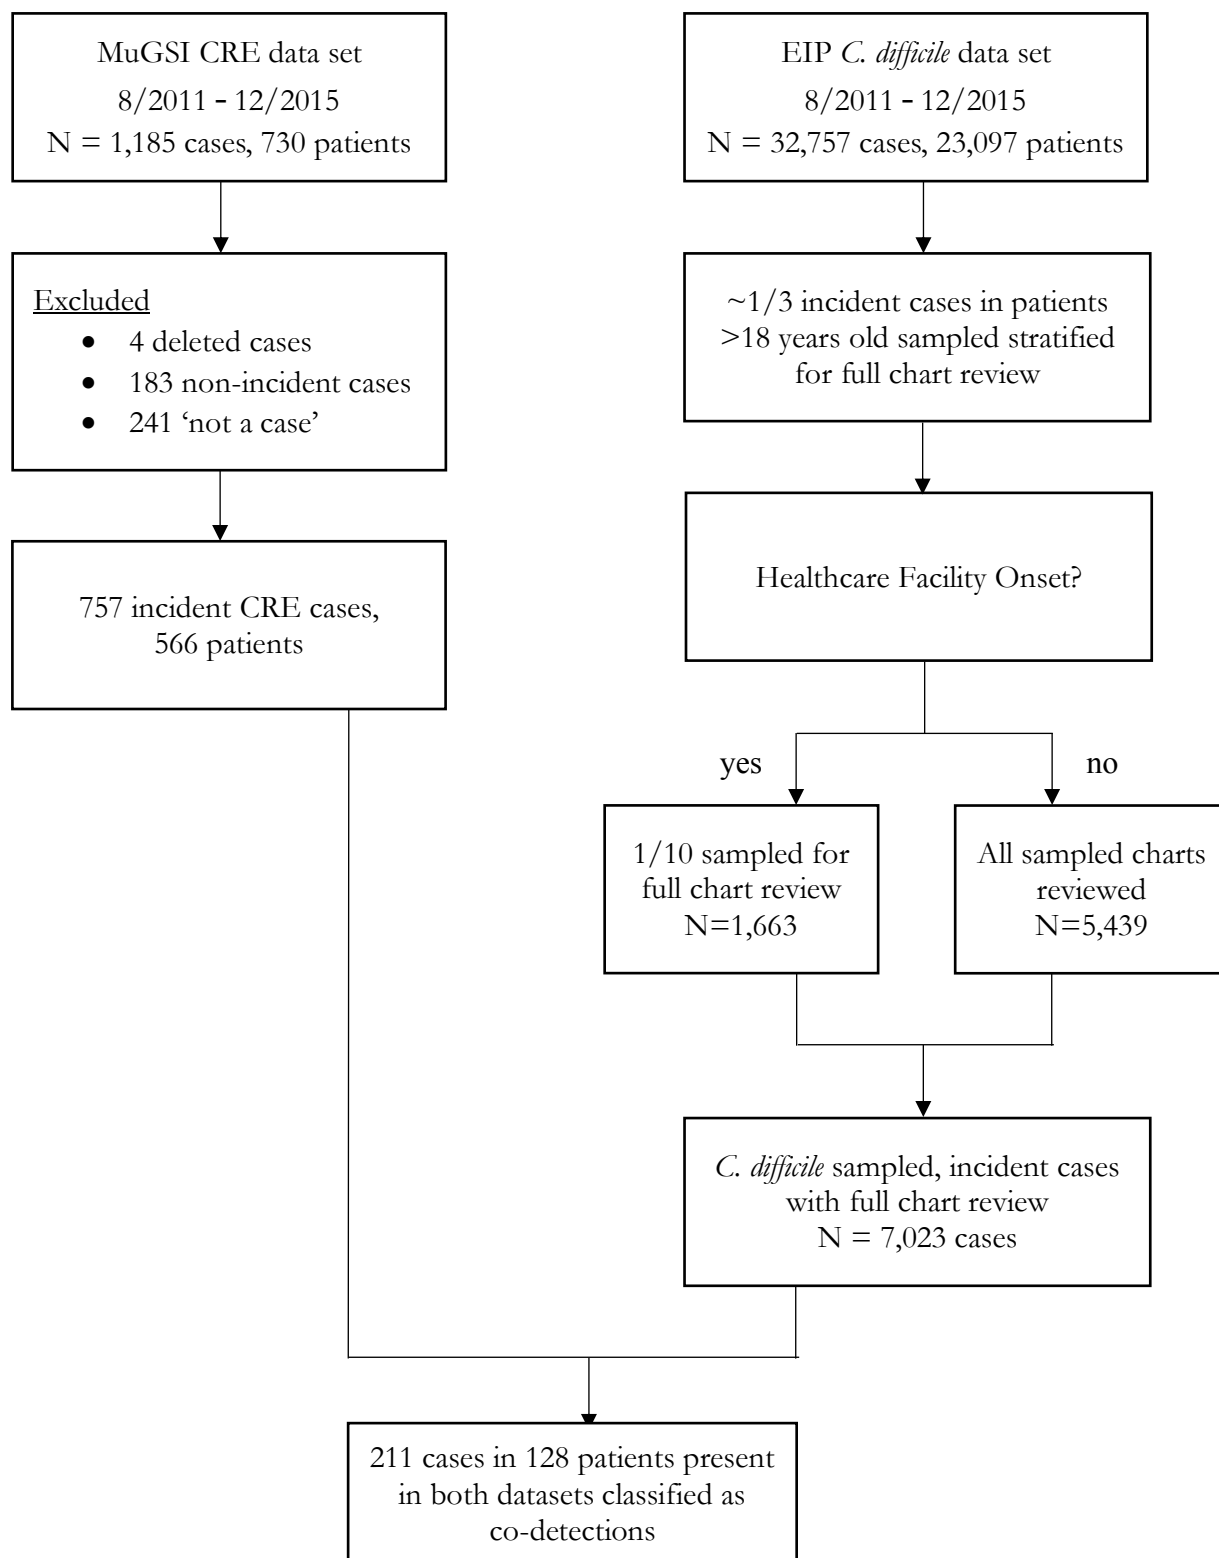 MuGSI CRE data set
8/2011 - 12/2015
N = 1,185 cases, 730 patients
EIP C. difficile data set
8/2011 - 12/2015
N = 32,757 cases, 23,097 patients
Excluded
• 4 deleted cases
• 183 non-incident cases
• 241 ‘not a case’
~1/3 incident cases in patients
>18 years old sampled stratified
for full chart review
757 incident CRE cases,
566 patients
Healthcare Facility Onset?
yes
no
1/10 sampled for
full chart review
N=1,663
All sampled charts
reviewed
N=5,439
C. difficile sampled, incident cases
with full chart review
N = 7,023 cases
211 cases in 128 patients present
in both datasets classified as
co-detections